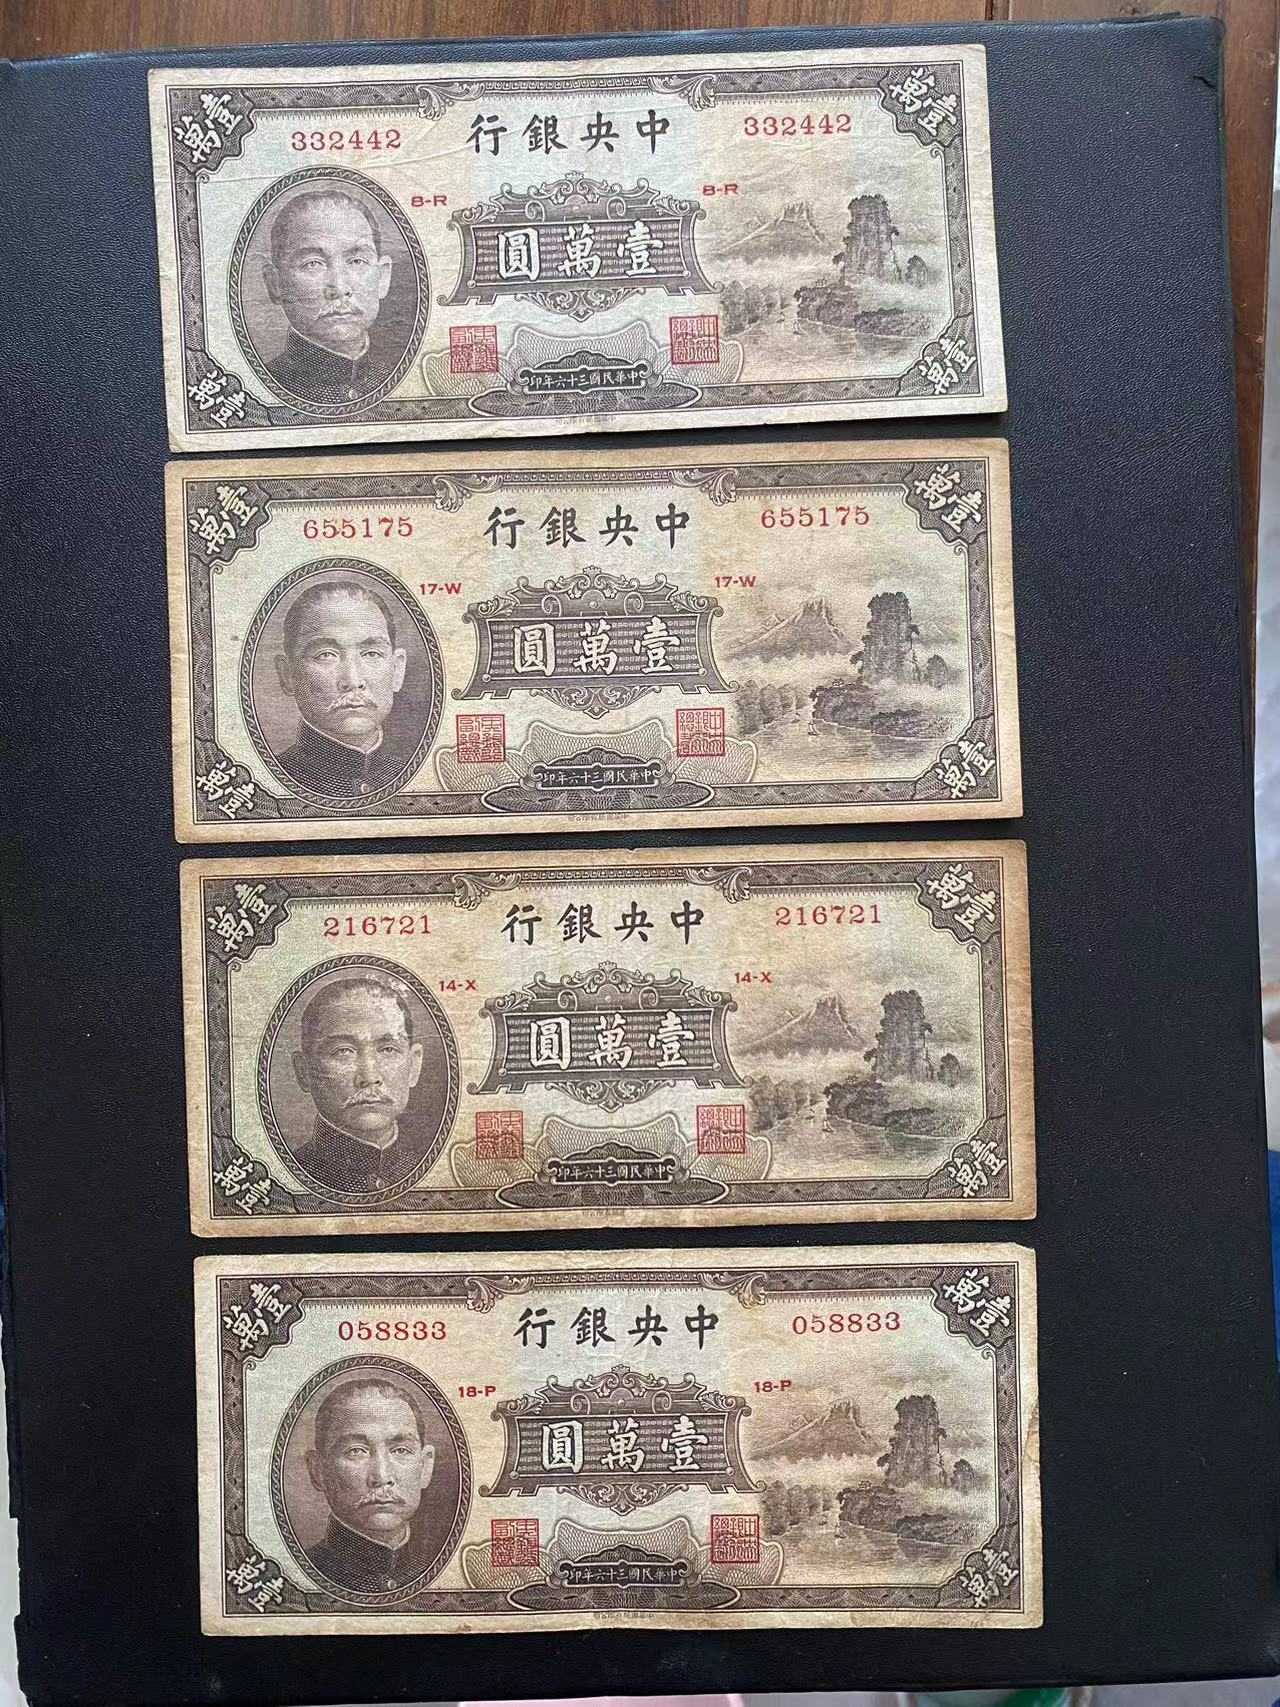 壹萬
332442
中央銀行
332442
壹萬
8-R
8-R
壹萬圓
中華民國三十六年印
壹萬
壹萬
壹萬
655175
中央銀行
655175
壹萬
17-W
17-W
壹萬圓
中華民國三十六年印
壹萬
壹萬
壹萬
216721
中央銀行
216721
壹萬
14-X
14-X
壹萬圓
中華民國三十六年印
壹萬
壹萬
壹萬
058833
中央銀行
058833
壹萬
18-P
18-P
壹萬圓
中華民國三十六年印
壹萬
壹萬